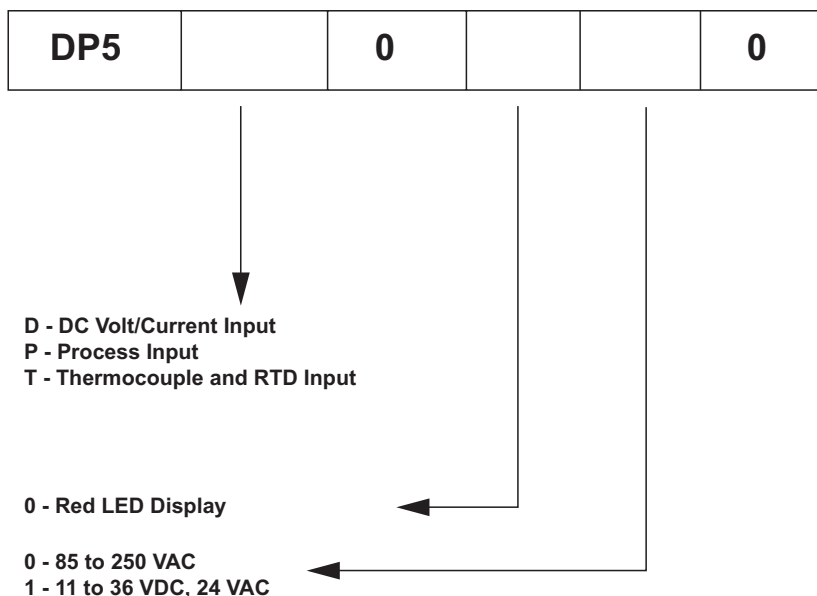 DP5 0 0
D - DC Volt/Current Input
P - Process Input
T - Thermocouple and RTD Input
0 - Red LED Display
0 - 85 to 250 VAC
1 - 11 to 36 VDC, 24 VAC